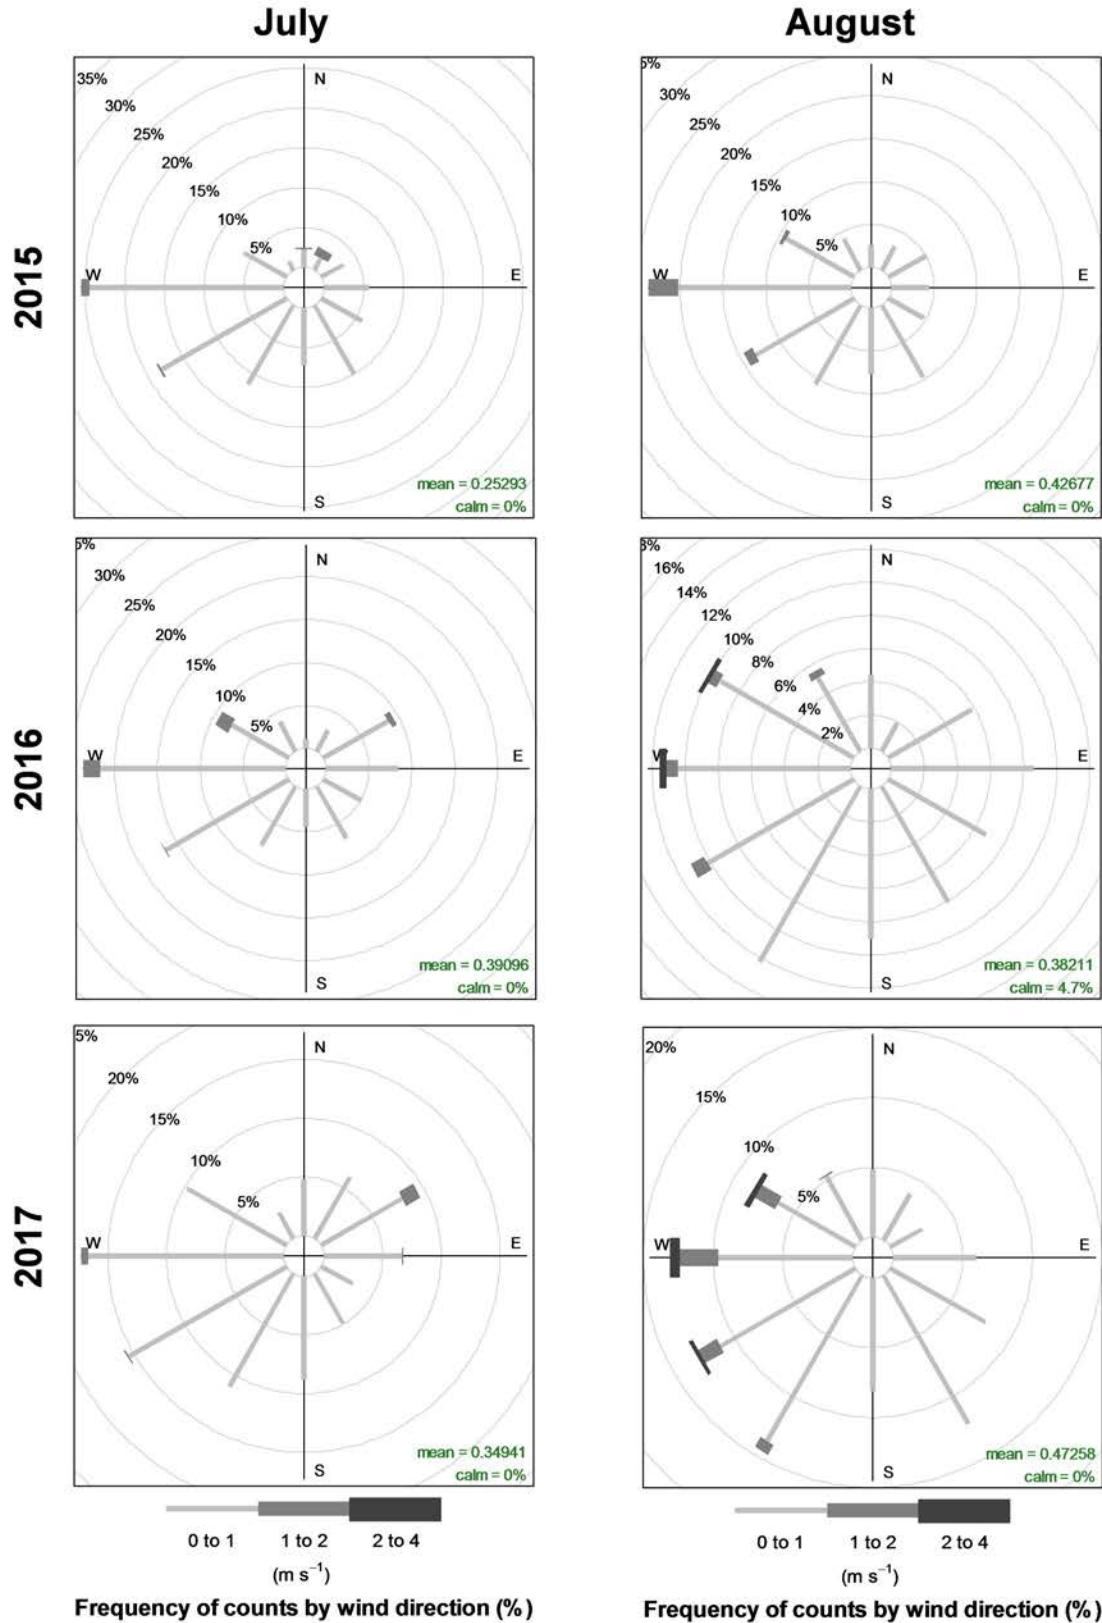 July
August
2015
35%
30%
25%
20%
15%
10%
5%
N
W
E
S
mean = 0.25293
calm = 0%
5%
30%
25%
20%
15%
10%
5%
N
W
E
S
mean = 0.42677
calm = 0%
2016
5%
30%
25%
20%
15%
10%
5%
N
W
E
S
mean = 0.39096
calm = 0%
8%
16%
14%
12%
10%
8%
6%
4%
2%
N
W
E
S
mean = 0.38211
calm = 4.7%
2017
5%
20%
15%
10%
5%
N
W
E
S
mean = 0.34941
calm = 0%
20%
15%
10%
5%
N
W
E
S
mean = 0.47258
calm = 0%
0 to 1 1 to 2 2 to 4
(m s⁻¹)
Frequency of counts by wind direction (%)
0 to 1 1 to 2 2 to 4
(m s⁻¹)
Frequency of counts by wind direction (%)